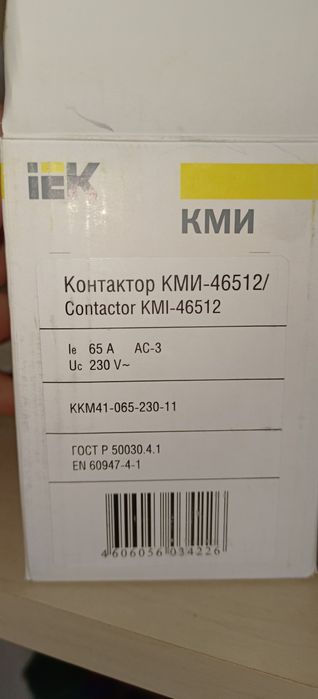 iEK
КМИ
Контактор КМИ-46512/
Contactor KMI-46512
Ie 65 A AC-3
Uc 230 V~
KKM41-065-230-11
ГОСТ Р 50030.4.1
EN 60947-4-1
4606056034226